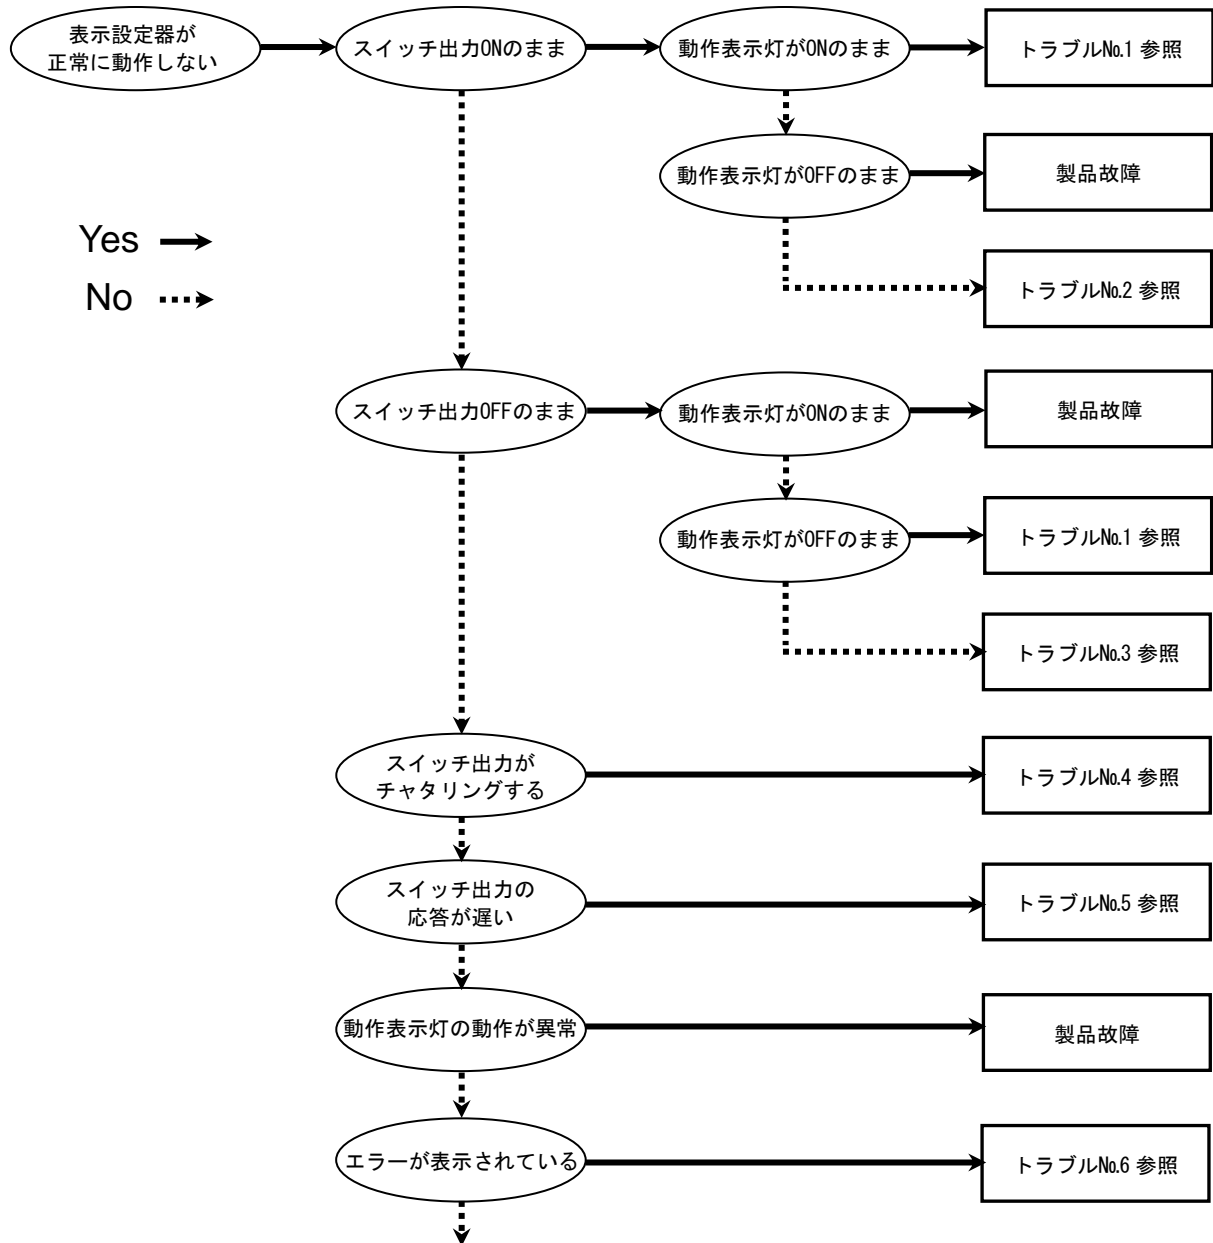 表示設定器が
正常に動作しない
スイッチ出力ONのまま
動作表示灯がONのまま
トラブル№1 参照
動作表示灯がOFFのまま
製品故障
Yes
No
トラブル№2 参照
スイッチ出力OFFのまま
動作表示灯がONのまま
製品故障
動作表示灯がOFFのまま
トラブル№1 参照
トラブル№3 参照
スイッチ出力が
チャタリングする
トラブル№4 参照
スイッチ出力の
応答が遅い
トラブル№5 参照
動作表示灯の動作が異常
製品故障
エラーが表示されている
トラブル№6 参照